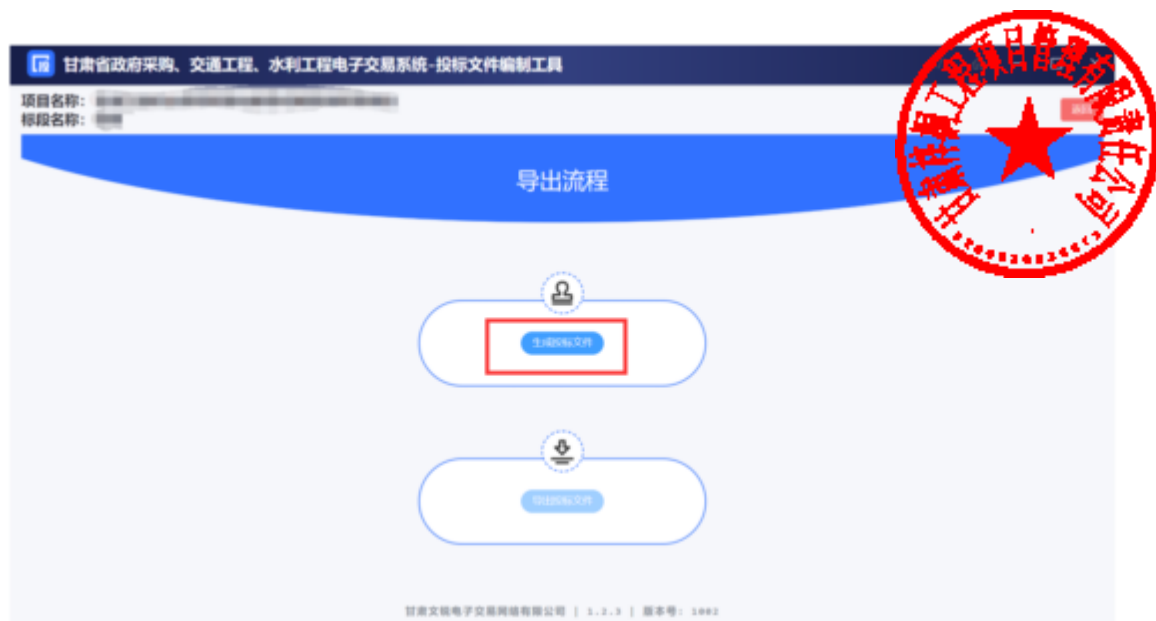 甘肃省政府采购、交通工程、水利工程电子交易系统-投标文件编制工具
项目名称：
标段名称：
导出流程
生成投标文件
导出投标文件
甘肃文锐电子交易网络有限公司 | 1.2.3 | 版本号: 1002